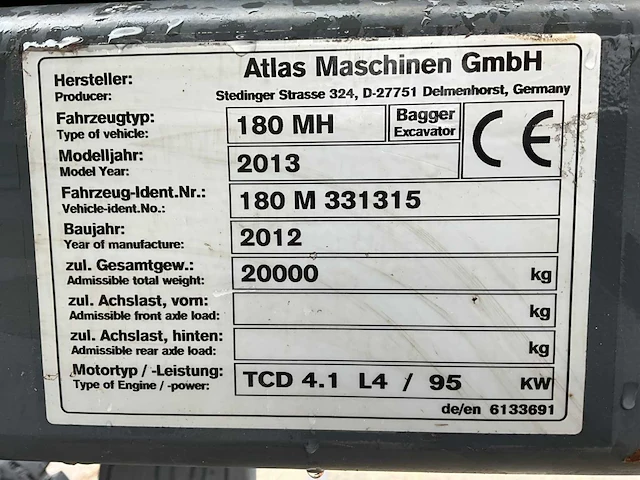 Hersteller: Atlas Maschinen GmbH
Producer: Stedinger Strasse 324, D-27751 Delmenhorst, Germany
Fahrzeugtyp: 180 MH Bagger
Type of vehicle: Excavator
CE
Modelljahr: 2013
Model Year:
Fahrzeug-Ident.Nr.: 180 M 331315
Vehicle-ident.No.:
Baujahr: 2012
Year of manufacture:
zul. Gesamtgew.: 20000 kg
Admissible total weight:
zul. Achslast, vorn: kg
Admissible front axle load:
zul. Achslast, hinten: kg
Admissible rear axle load:
Motortyp / -Leistung: TCD 4.1 L4 / 95 KW
Type of Engine / -power:
de/en 6133691